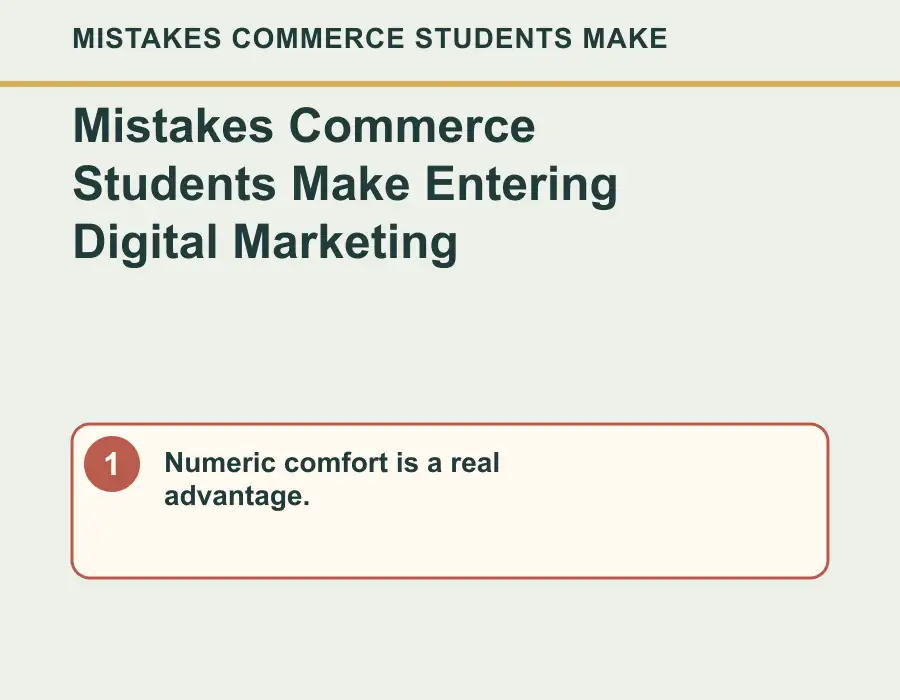 MISTAKES COMMERCE STUDENTS MAKE
Mistakes Commerce
Students Make Entering
Digital Marketing
1
Numeric comfort is a real
advantage.